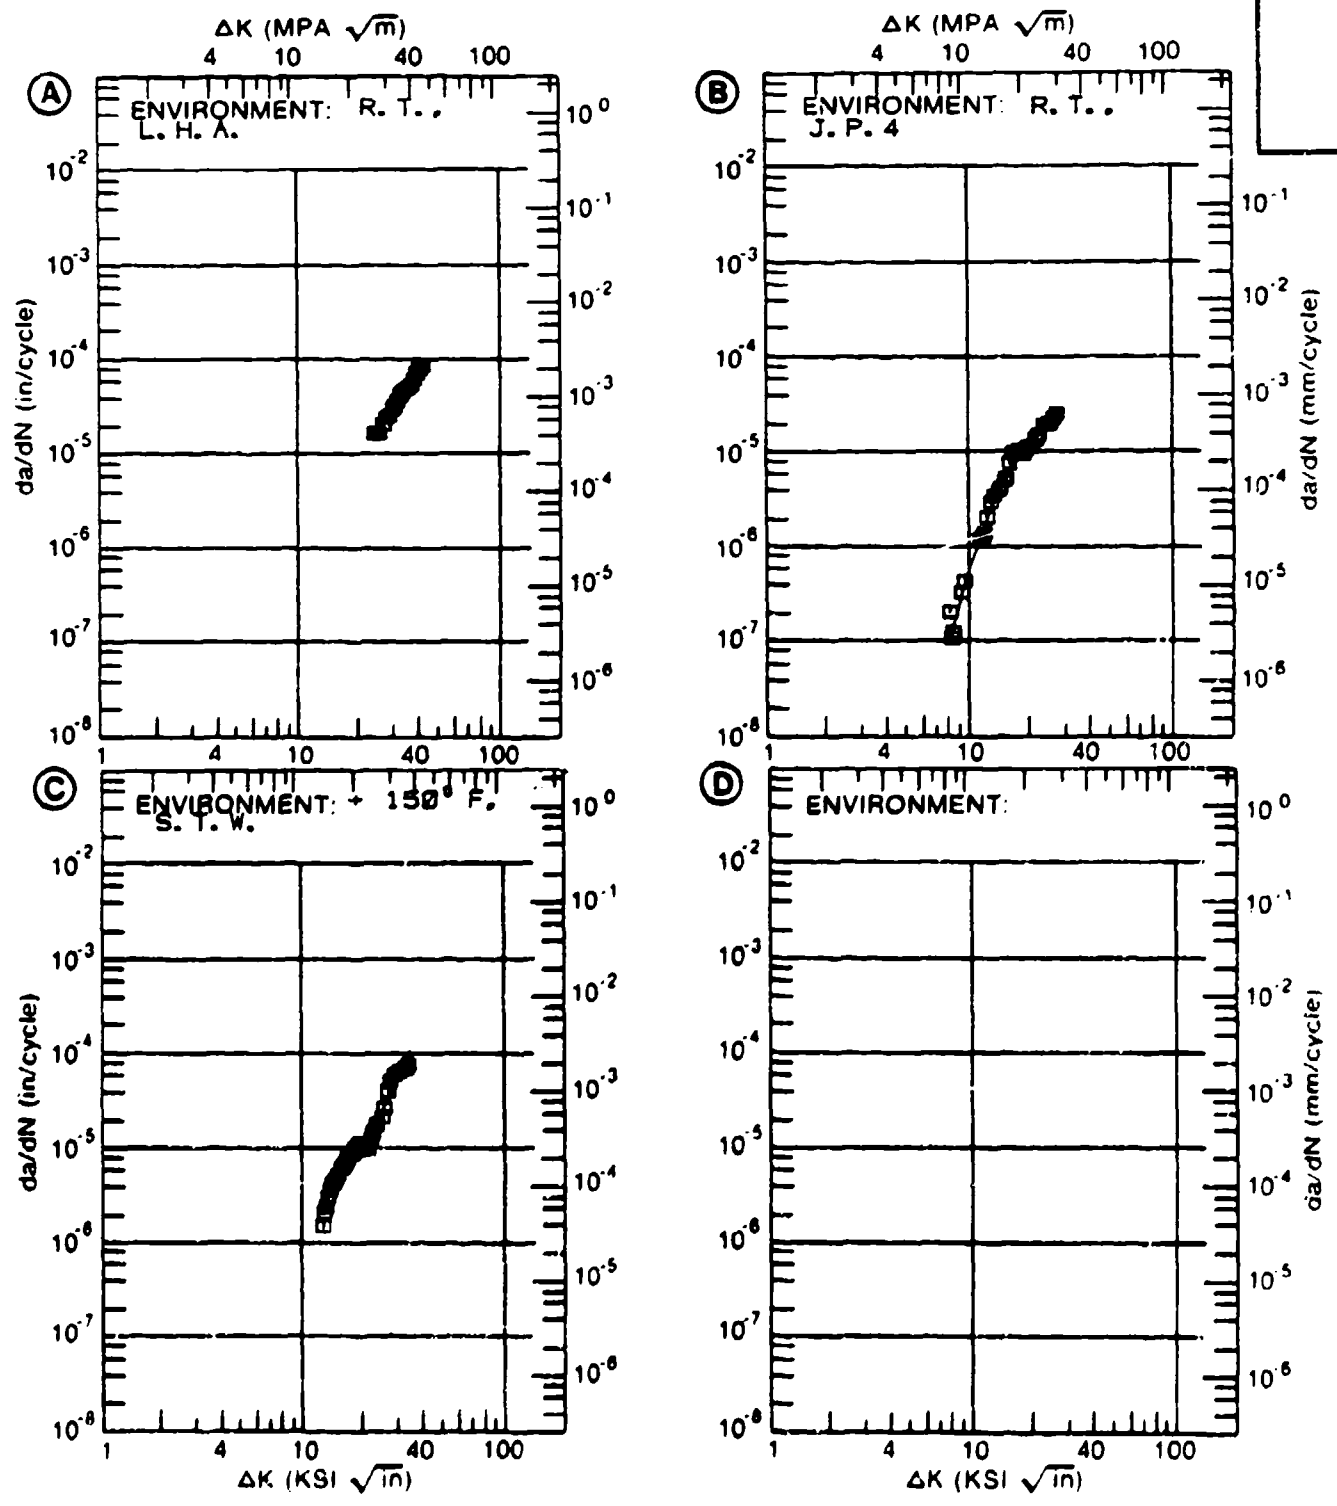 ΔK (MPA √m)
4 10 40 100
A
ENVIRONMENT: R. T.,
L. H. A.
10^0
10^-2
10^-1
10^-3
10^-2
10^-4
10^-3
10^-5
10^-4
10^-6
10^-5
10^-7
10^-6
10^-8
1 4 10 40 100
da/dN (in/cycle)
ΔK (MPA √m)
4 10 40 100
B
ENVIRONMENT: R. T.,
J. P. 4
10^-2
10^-1
10^-3
10^-2
10^-4
10^-3
10^-5
10^-4
10^-6
10^-5
10^-7
10^-6
10^-8
1 4 10 40 100
da/dN (mm/cycle)
C
ENVIRONMENT: + 150° F.
S. T. W.
10^0
10^-2
10^-1
10^-3
10^-2
10^-4
10^-3
10^-5
10^-4
10^-6
10^-5
10^-7
10^-6
10^-8
1 4 10 40 100
da/dN (in/cycle)
ΔK (KSI √in)
D
ENVIRONMENT:
10^0
10^-2
10^-1
10^-3
10^-2
10^-4
10^-3
10^-5
10^-4
10^-6
10^-5
10^-7
10^-6
10^-8
1 4 10 40 100
da/dN (mm/cycle)
ΔK (KSI √in)